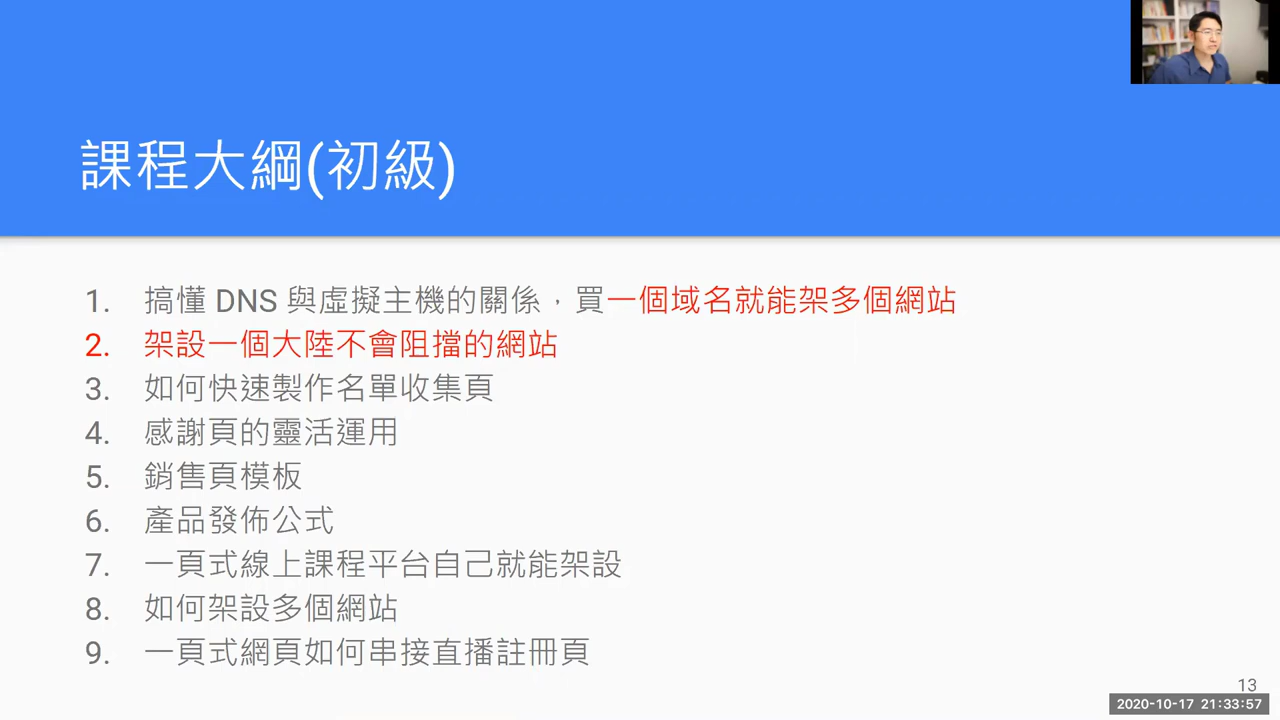 課程大綱(初級)
1. 搞懂 DNS 與虛擬主機的關係，買一個域名就能架多個網站
2. 架設一個大陸不會阻擋的網站
3. 如何快速製作名單收集頁
4. 感謝頁的靈活運用
5. 銷售頁模板
6. 產品發佈公式
7. 一頁式線上課程平台自己就能架設
8. 如何架設多個網站
9. 一頁式網頁如何串接直播註冊頁
13
2020-10-17 21:33:57